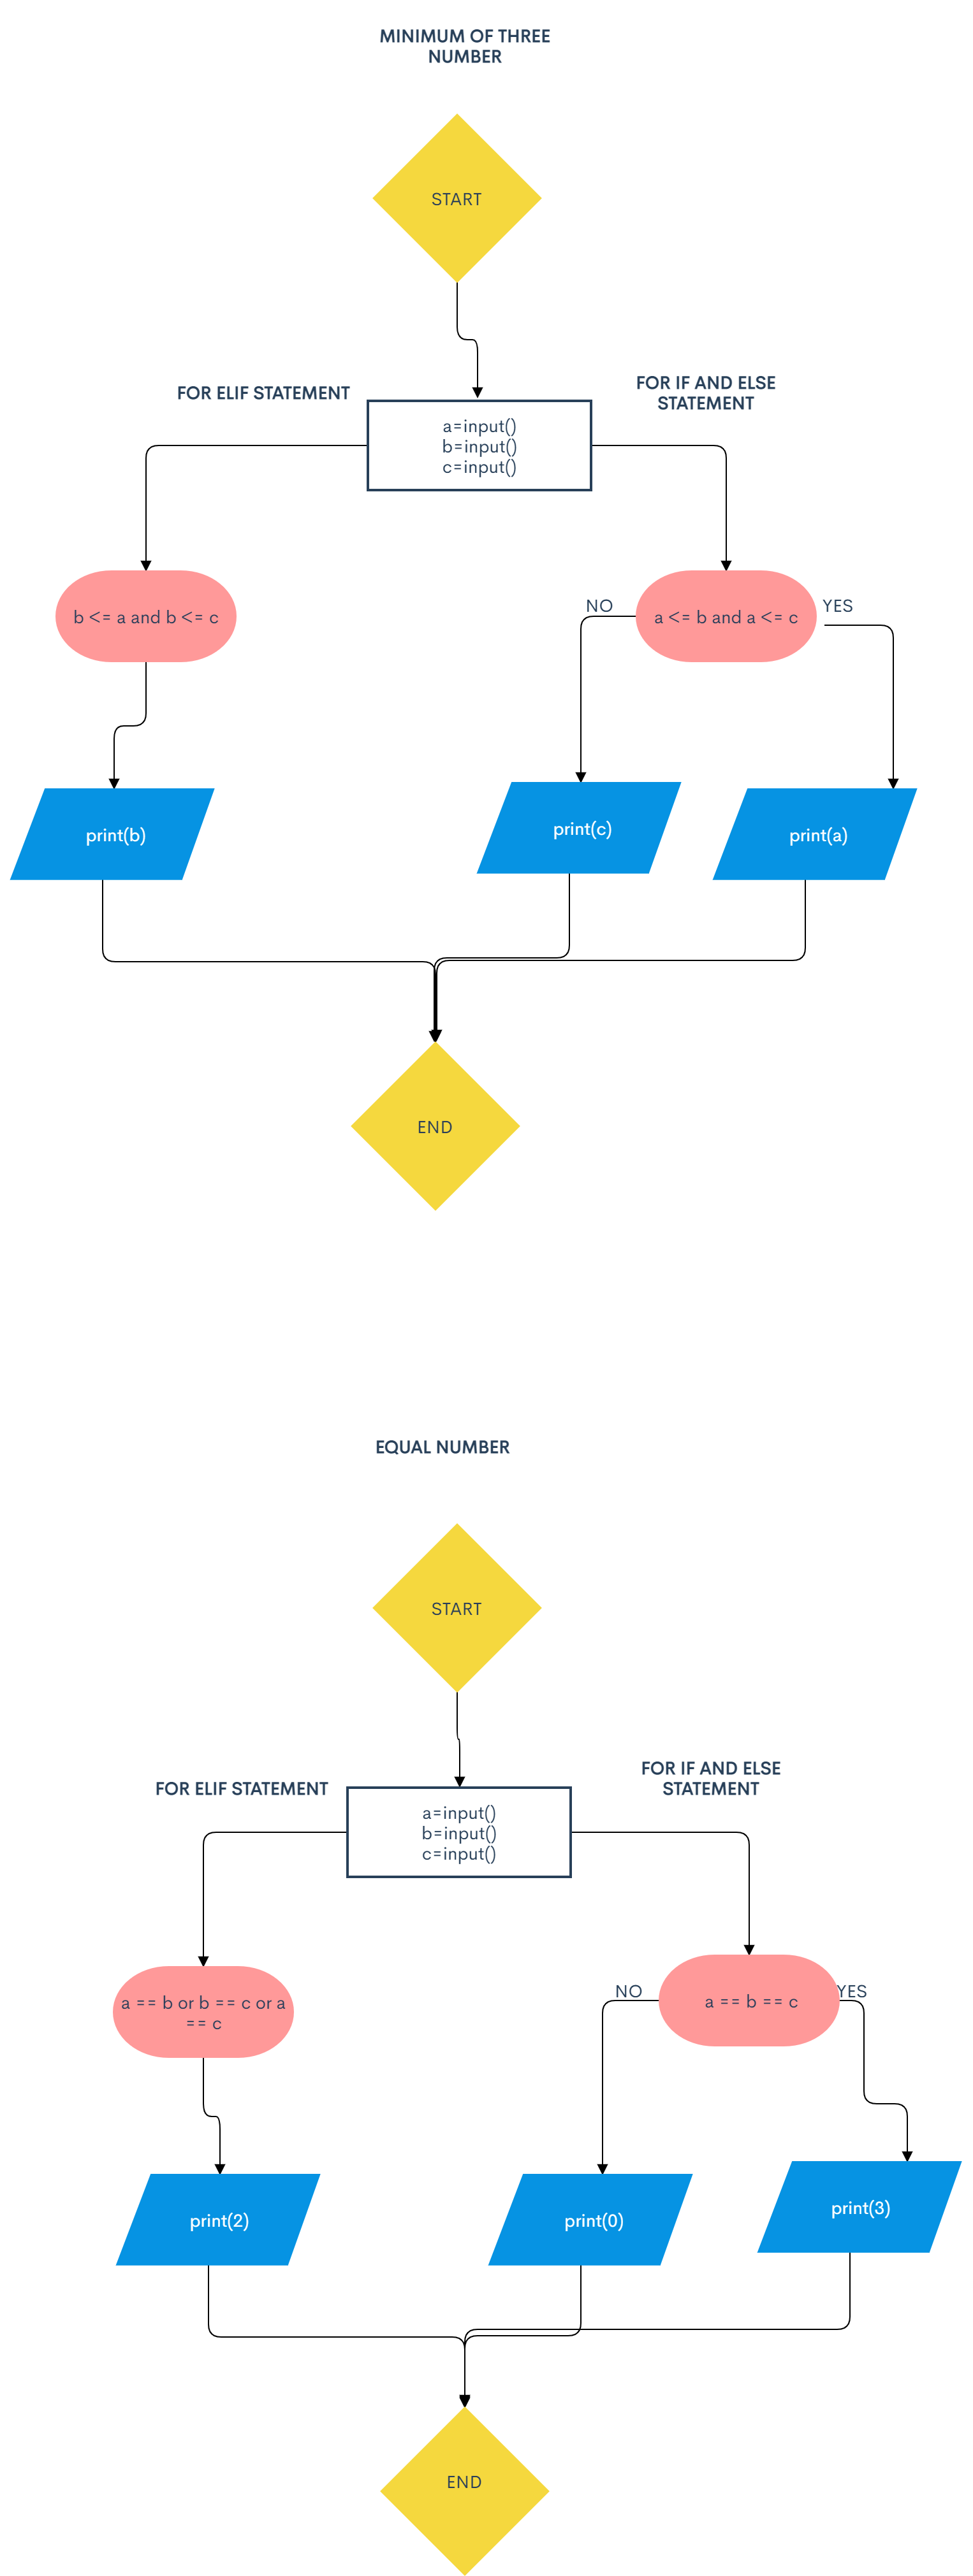 MINIMUM OF THREE
NUMBER
START
FOR ELIF STATEMENT
FOR IF AND ELSE
STATEMENT
a=input()
b=input()
c=input()
b <= a and b <= c
NO
a <= b and a <= c
YES
print(b)
print(c)
print(a)
END
EQUAL NUMBER
START
FOR ELIF STATEMENT
FOR IF AND ELSE
STATEMENT
a=input()
b=input()
c=input()
a == b or b == c or a
== c
NO
a == b == c
YES
print(2)
print(0)
print(3)
END